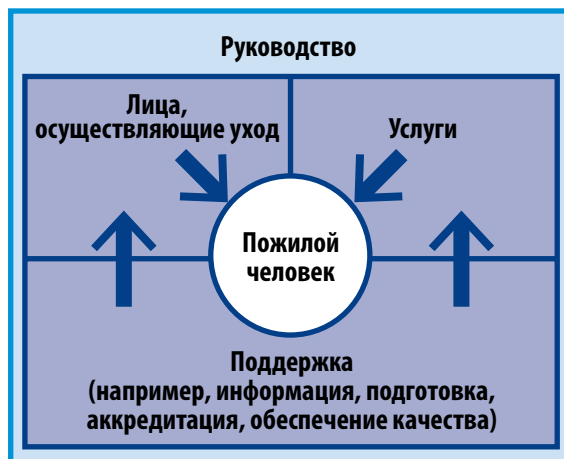 Руководство
Лица,
осуществляющие уход
Услуги
Пожилой
человек
Поддержка
(например, информация, подготовка,
аккредитация, обеспечение качества)